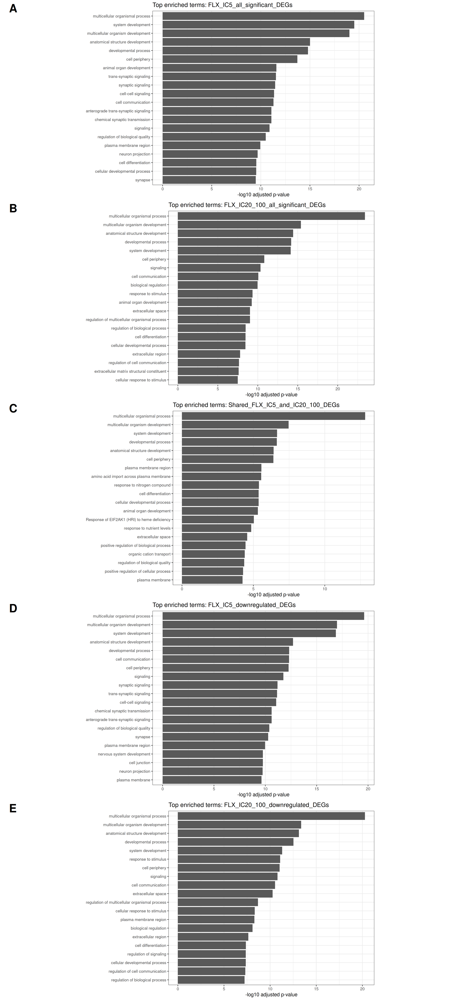 A
Top enriched terms: FLX_IC5_all_significant_DEGs
multicellular organismal process
system development
multicellular organism development
anatomical structure development
developmental process
cell periphery
animal organ development
trans-synaptic signaling
synaptic signaling
cell-cell signaling
cell communication
anterograde trans-synaptic signaling
chemical synaptic transmission
signaling
regulation of biological quality
plasma membrane region
neuron projection
cell differentiation
cellular developmental process
synapse
0 5 10 15 20
-log10 adjusted p-value
B
Top enriched terms: FLX_IC20_100_all_significant_DEGs
multicellular organismal process
multicellular organism development
anatomical structure development
developmental process
system development
cell periphery
signaling
cell communication
biological regulation
response to stimulus
animal organ development
extracellular space
regulation of multicellular organismal process
regulation of biological process
cell differentiation
cellular developmental process
extracellular region
regulation of cell communication
extracellular matrix structural constituent
cellular response to stimulus
0 5 10 15 20
-log10 adjusted p-value
C
Top enriched terms: Shared_FLX_IC5_and_IC20_100_DEGs
multicellular organismal process
multicellular organism development
system development
developmental process
anatomical structure development
cell periphery
plasma membrane region
amino acid import across plasma membrane
response to nitrogen compound
cell differentiation
cellular developmental process
animal organ development
Response of EIF2AK1 (HRI) to heme deficiency
response to nutrient levels
extracellular space
positive regulation of biological process
organic cation transport
regulation of biological quality
positive regulation of cellular process
plasma membrane
0 5 10
-log10 adjusted p-value
D
Top enriched terms: FLX_IC5_downregulated_DEGs
multicellular organismal process
multicellular organism development
system development
anatomical structure development
developmental process
cell communication
cell periphery
signaling
synaptic signaling
trans-synaptic signaling
cell-cell signaling
chemical synaptic transmission
anterograde trans-synaptic signaling
regulation of biological quality
synapse
plasma membrane region
nervous system development
cell junction
neuron projection
plasma membrane
0 5 10 15 20
-log10 adjusted p-value
E
Top enriched terms: FLX_IC20_100_downregulated_DEGs
multicellular organismal process
multicellular organism development
anatomical structure development
developmental process
system development
response to stimulus
cell periphery
signaling
cell communication
extracellular space
regulation of multicellular organismal process
cellular response to stimulus
plasma membrane region
biological regulation
extracellular region
cell differentiation
regulation of signaling
cellular developmental process
regulation of cell communication
regulation of biological process
0 5 10 15 20
-log10 adjusted p-value